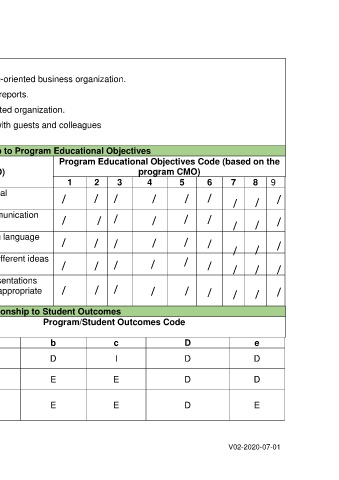 -oriented business organization.
reports.
ted organization.
with guests and colleagues
to Program Educational Objectives
Program Educational Objectives Code (based on the
program CMO)
O)
1 2 3 4 5 6 7 8 9
al
/ / / / / / / / /
munication
/ / / / / / / / /
language
/ / / / / / / / /
fferent ideas
/ / / / / / / / /
sentations
appropriate
/ / / / / / / / /
onship to Student Outcomes
Program/Student Outcomes Code
b c D e
D I D D
E E D D
E E D E
V02-2020-07-01